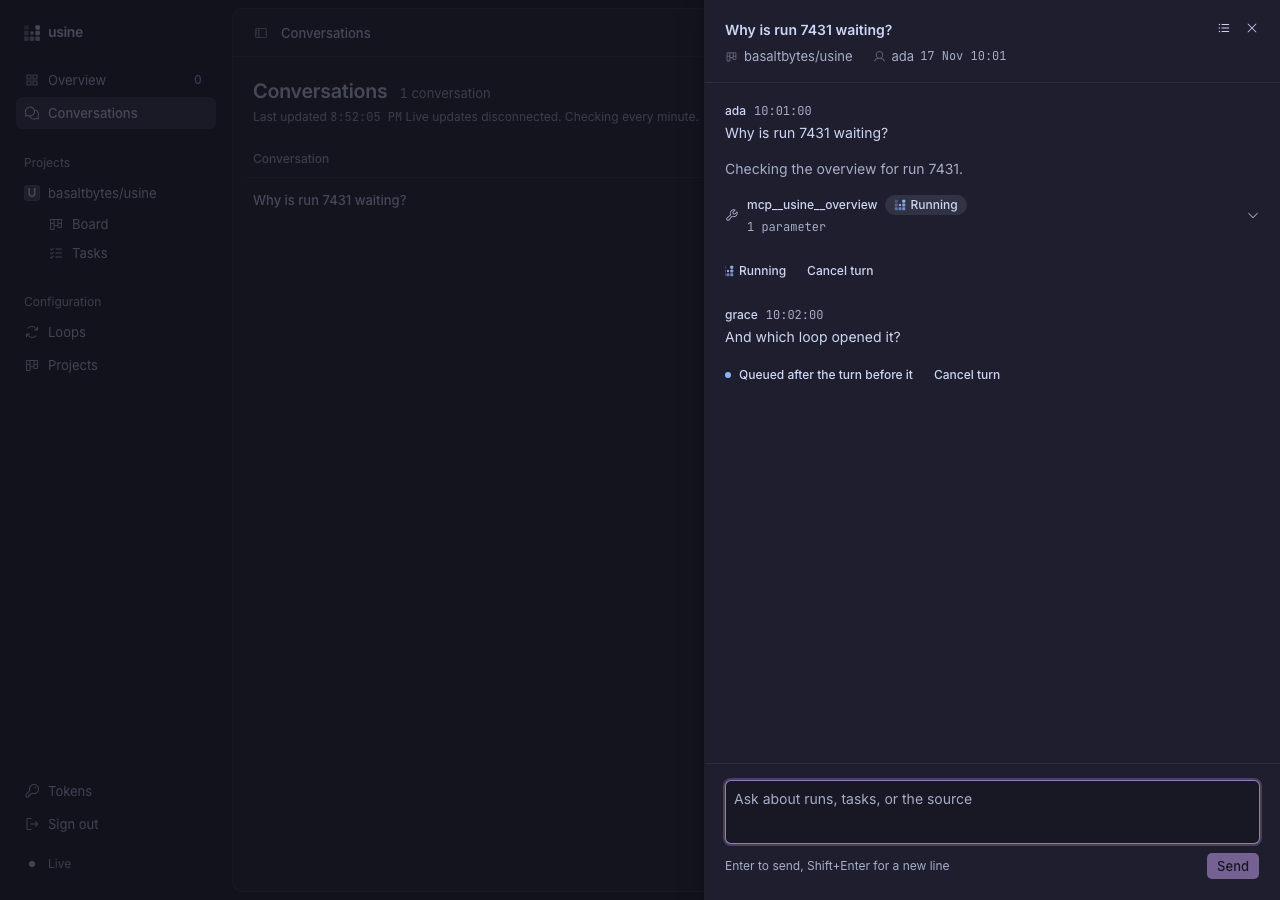 usine
Overview 0
Conversations
Projects
U basaltbytes/usine
Board
Tasks
Configuration
Loops
Projects
Tokens
Sign out
Live
Conversations
Conversations 1 conversation
Last updated 8:52:05 PM Live updates disconnected. Checking every minute.
Conversation
Why is run 7431 waiting?
Why is run 7431 waiting?
basaltbytes/usine ada 17 Nov 10:01
ada 10:01:00
Why is run 7431 waiting?
Checking the overview for run 7431.
mcp__usine__overview Running
1 parameter
Running Cancel turn
grace 10:02:00
And which loop opened it?
Queued after the turn before it Cancel turn
Ask about runs, tasks, or the source
Enter to send, Shift+Enter for a new line Send